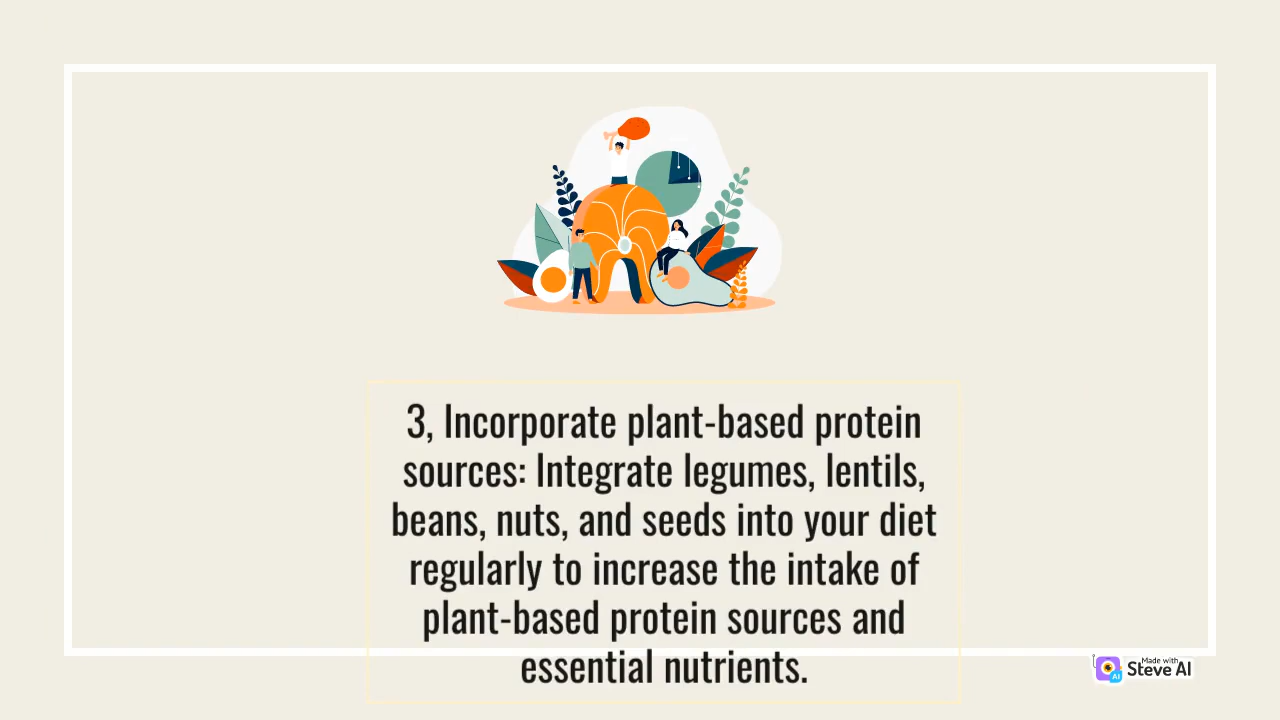 3, Incorporate plant-based protein
sources: Integrate legumes, lentils,
beans, nuts, and seeds into your diet
regularly to increase the intake of
plant-based protein sources and
essential nutrients.
Made with
Steve AI
AI